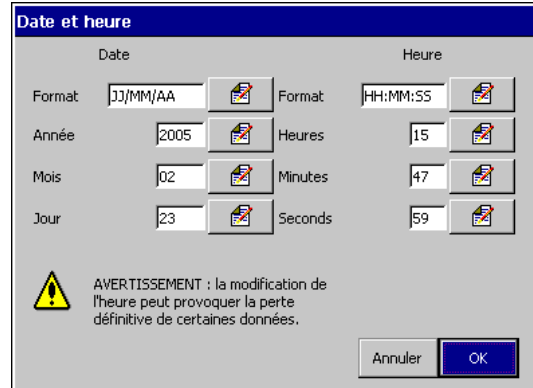 Date et heure
Date Heure
Format JJ/MM/AA Format HH:MM:SS
Année 2005 Heures 15
Mois 02 Minutes 47
Jour 23 Seconds 59
AVERTISSEMENT : la modification de
l'heure peut provoquer la perte
définitive de certaines données.
Annuler OK